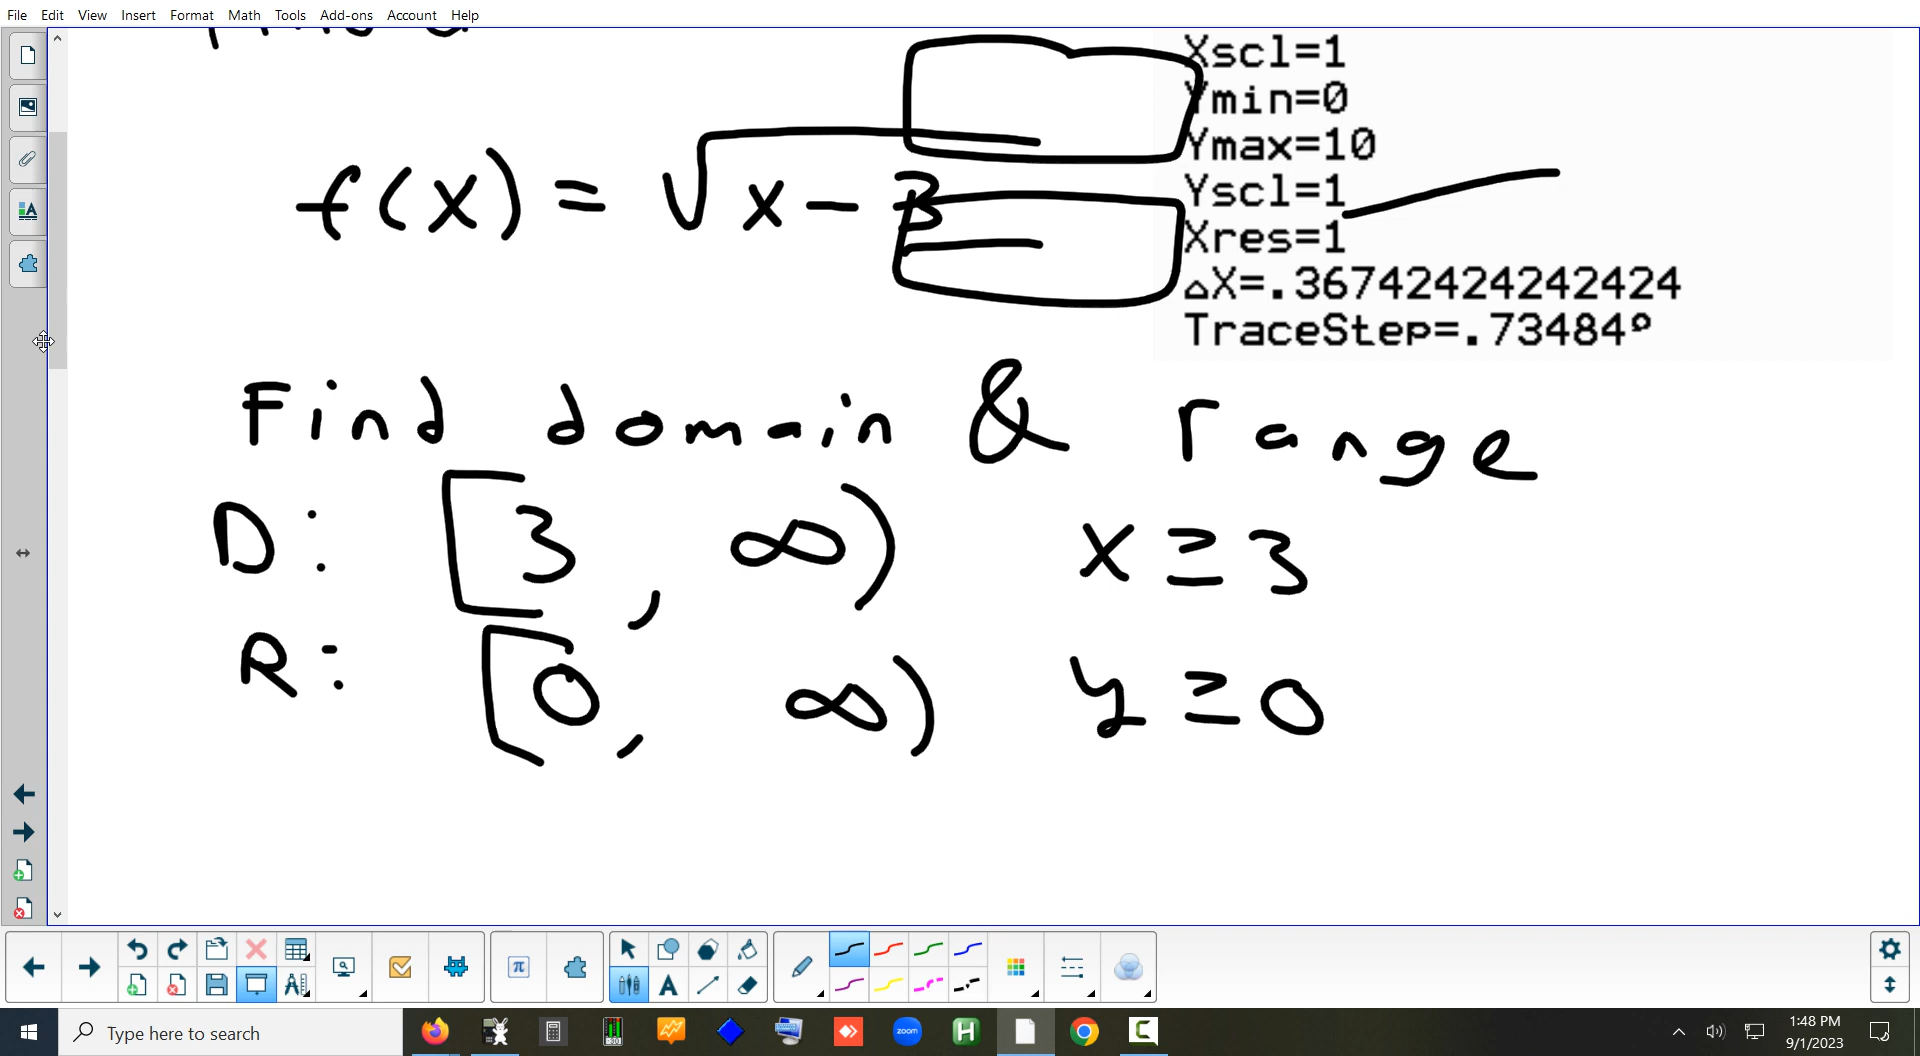 File Edit View Insert Format Math Tools Add-ons Account Help
Xscl=1
Ymin=0
Ymax=10
Yscl=1
Xres=1
△X=.36742424242424
TraceStep=.73484º
f(x) = √x - 3
Find domain & range
D: [3, ∞) x ≥ 3
R: [0, ∞) y ≥ 0
π
A
Type here to search
zoom
H
C
1:48 PM
9/1/2023